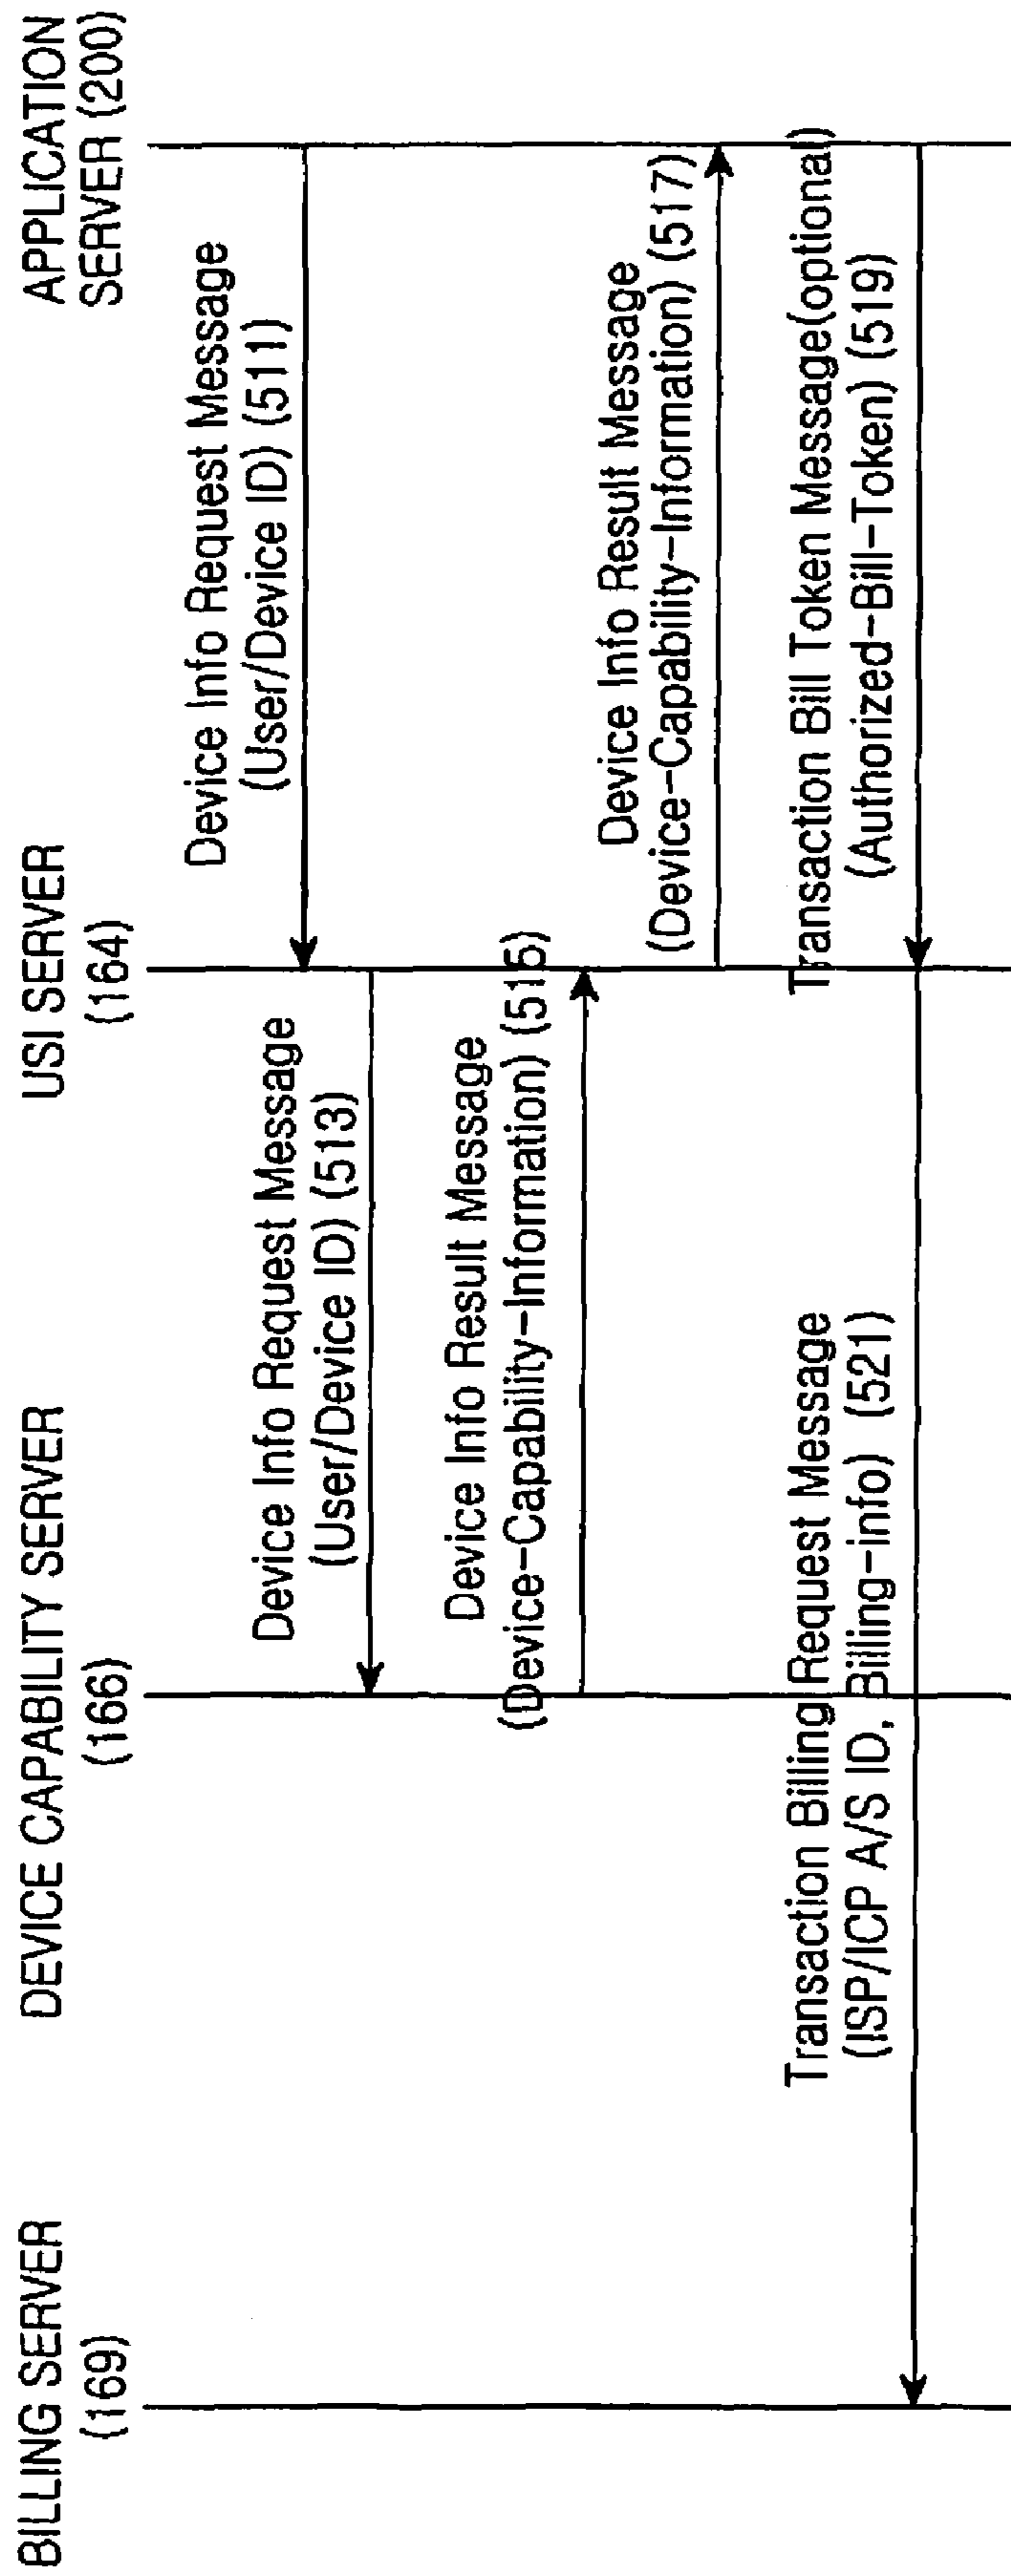 BILLING SERVER
(169)
DEVICE CAPABILITY SERVER
(166)
USI SERVER
(164)
APPLICATION
SERVER (200)
Device Info Request Message
(User/Device ID) (511)
Device Info Request Message
(User/Device ID) (513)
Device Info Result Message
(Device-Capability-Information) (515)
Device Info Result Message
(Device-Capability-Information) (517)
Transaction Bill Token Message(optional)
(Authorized-Bill-Token) (519)
Transaction Billing Request Message
(ISP/ICP A/S ID, Billing-info) (521)